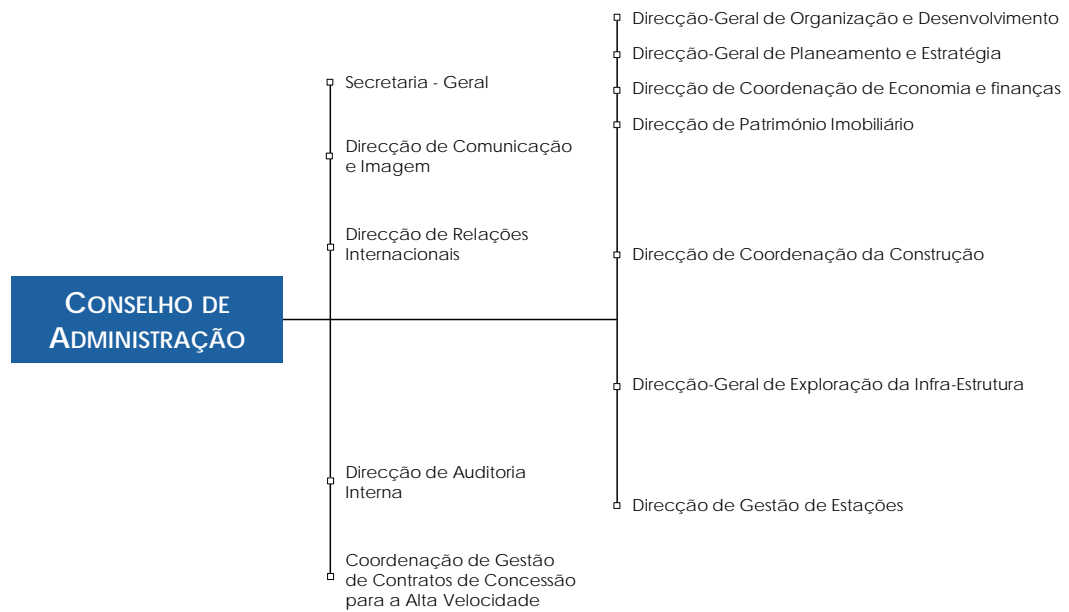 CONSELHO DE
ADMINISTRAÇÃO
Secretaria - Geral
Direcção de Comunicação
e Imagem
Direcção de Relações
Internacionais
Direcção de Auditoria
Interna
Coordenação de Gestão
de Contratos de Concessão
para a Alta Velocidade
Direcção-Geral de Organização e Desenvolvimento
Direcção-Geral de Planeamento e Estratégia
Direcção de Coordenação de Economia e finanças
Direcção de Património Imobiliário
Direcção de Coordenação da Construção
Direcção-Geral de Exploração da Infra-Estrutura
Direcção de Gestão de Estações